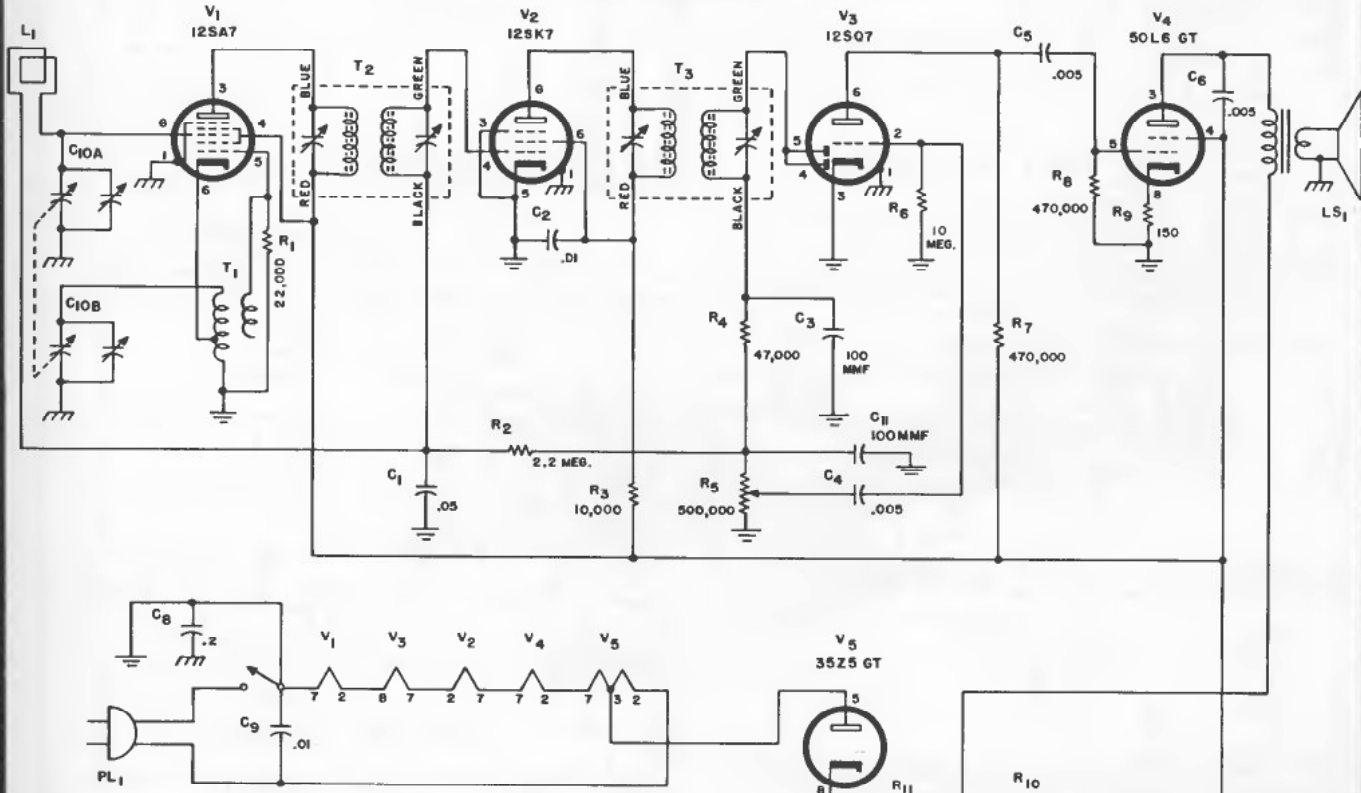 L1
V1
12SA7
V2
12SK7
V3
12SQ7
V4
50L6 GT
C5
.005
C6
.005
T2
BLUE
GREEN
RED
BLACK
T3
BLUE
GREEN
RED
BLACK
3
8
4
1
5
6
6
3
6
4
5
1
6
5
2
4
1
3
3
5
4
8
C10A
C10B
T1
R1
22,000
C2
.01
R6
10
MEG.
R8
470,000
R9
150
LS1
R4
47,000
C3
100
MMF
R7
470,000
R2
2.2 MEG.
C11
100MMF
C1
.05
R3
10,000
R5
500,000
C4
.005
C8
.2
V1
V3
V2
V4
V5
7 2
8 7
2 7
7 2
7 3 2
V5
35Z5 GT
5
C9
.01
PL1
8
R11
R10